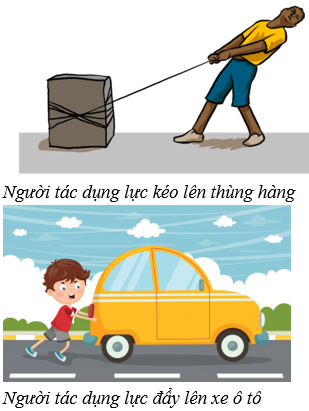 Người tác dụng lực kéo lên thùng hàng
Người tác dụng lực đẩy lên xe ô tô